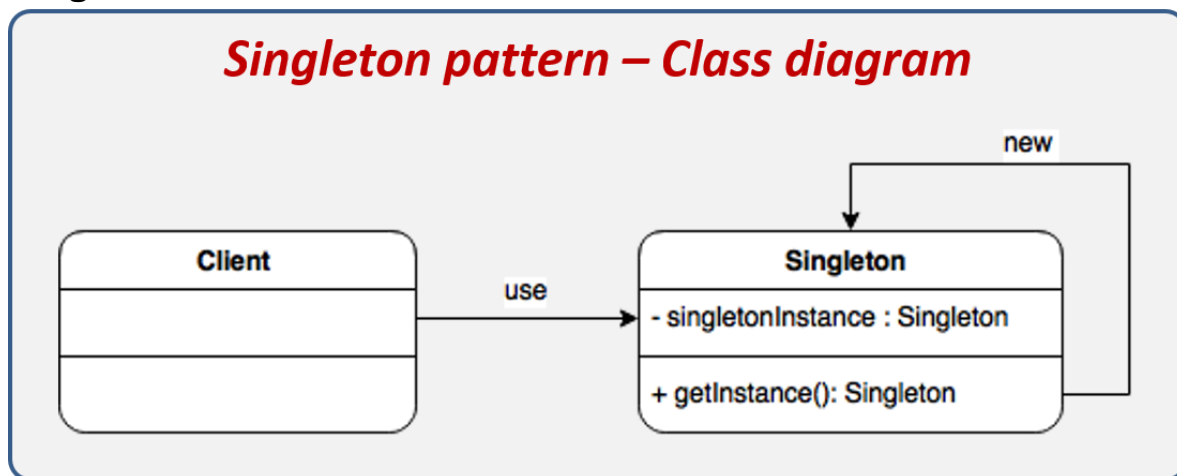 Singleton pattern – Class diagram
new
Client
Singleton
use
- singletonInstance : Singleton
+ getInstance(): Singleton